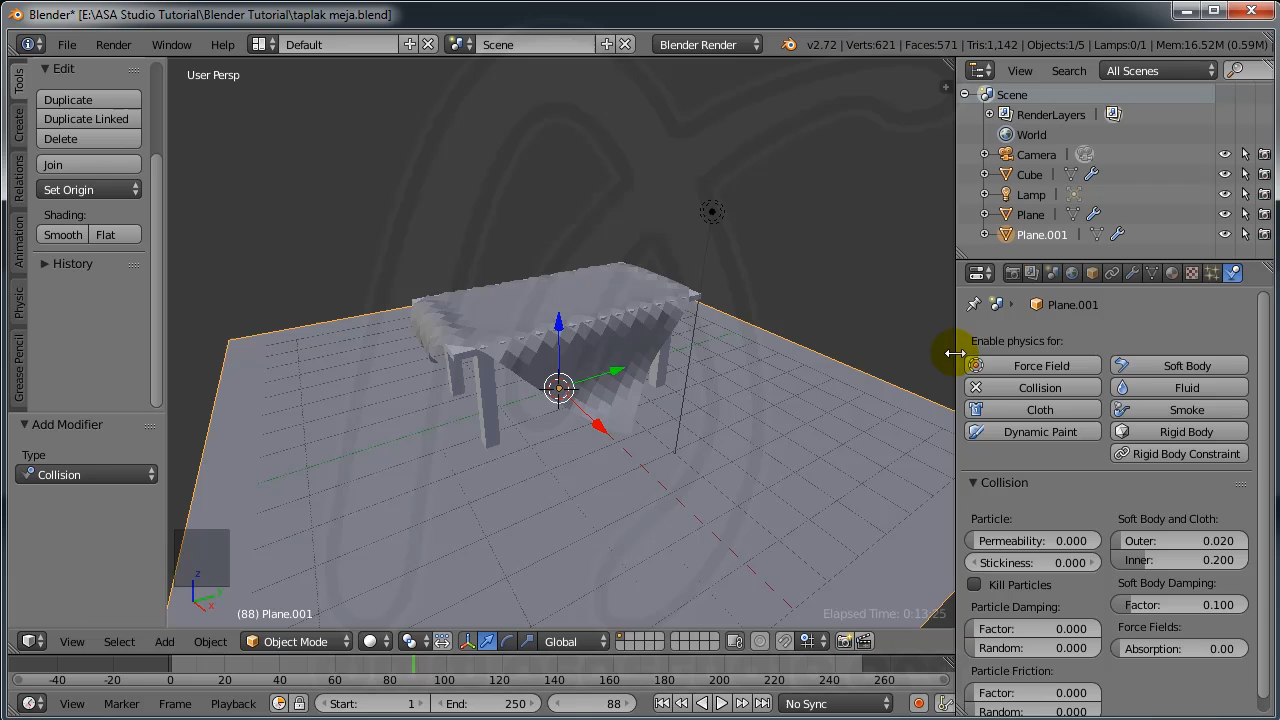 Blender* [E:\ASA Studio Tutorial\Blender Tutorial\taplak meja.blend]
File Render Window Help Default Scene Blender Render v2.72 | Verts:621 | Faces:571 | Tris:1,142 | Objects:1/5 | Lamps:0/1 | Mem:16.52M (0.59M)
Tools
Create
Relations
Animation
Physic
Grease Pencil
Edit
Duplicate
Duplicate Linked
Delete
Join
Set Origin
Shading:
Smooth Flat
History
Add Modifier
Type
Collision
User Persp
z
y
x
(88) Plane.001
Elapsed Time: 0:13:25
View Select Add Object Object Mode Global
-40 -20 0 20 40 60 80 100 120 140 160 180 200 220 240 260
View Marker Frame Playback Start: 1 End: 250 88 No Sync
View Search All Scenes
Scene
RenderLayers
World
Camera
Cube
Lamp
Plane
Plane.001
Plane.001
Enable physics for:
Force Field Soft Body
Collision Fluid
Cloth Smoke
Dynamic Paint Rigid Body
Rigid Body Constraint
Collision
Particle:
Permeability: 0.000
Stickiness: 0.000
Kill Particles
Particle Damping:
Factor: 0.000
Random: 0.000
Particle Friction:
Factor: 0.000
Random: 0.000
Soft Body and Cloth:
Outer: 0.020
Inner: 0.200
Soft Body Damping:
Factor: 0.100
Force Fields:
Absorption: 0.00